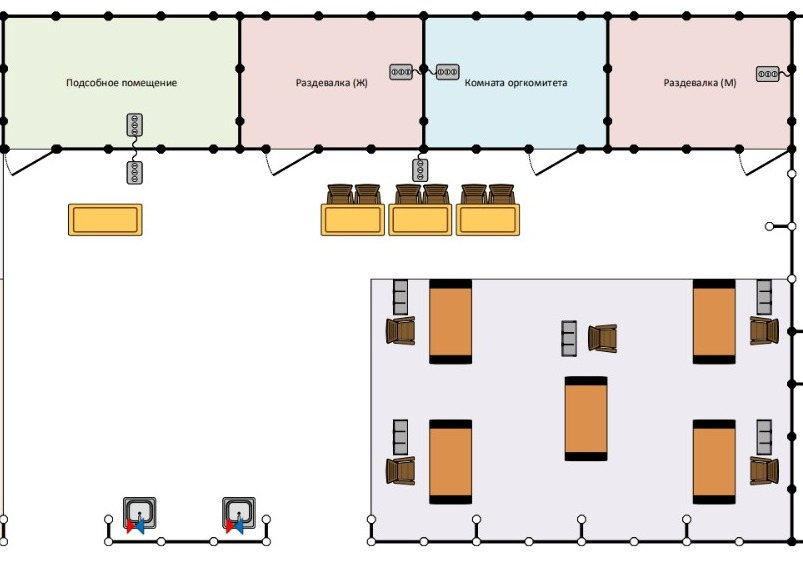 Подсобное помещение
Раздевалка (Ж)
Комната оргкомитета
Раздевалка (М)